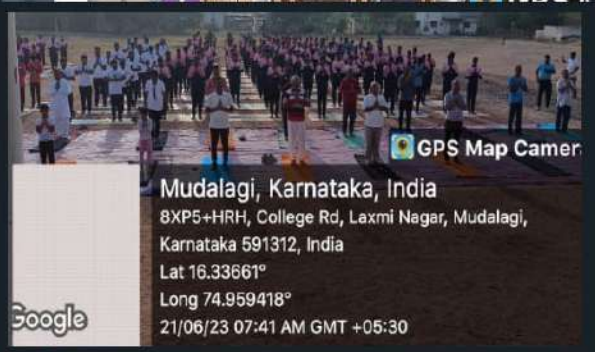 GPS Map Camer
Mudalagi, Karnataka, India
8XP5+HRH, College Rd, Laxmi Nagar, Mudalagi,
Karnataka 591312, India
Lat 16.33661°
Long 74.959418°
21/06/23 07:41 AM GMT +05:30
Google